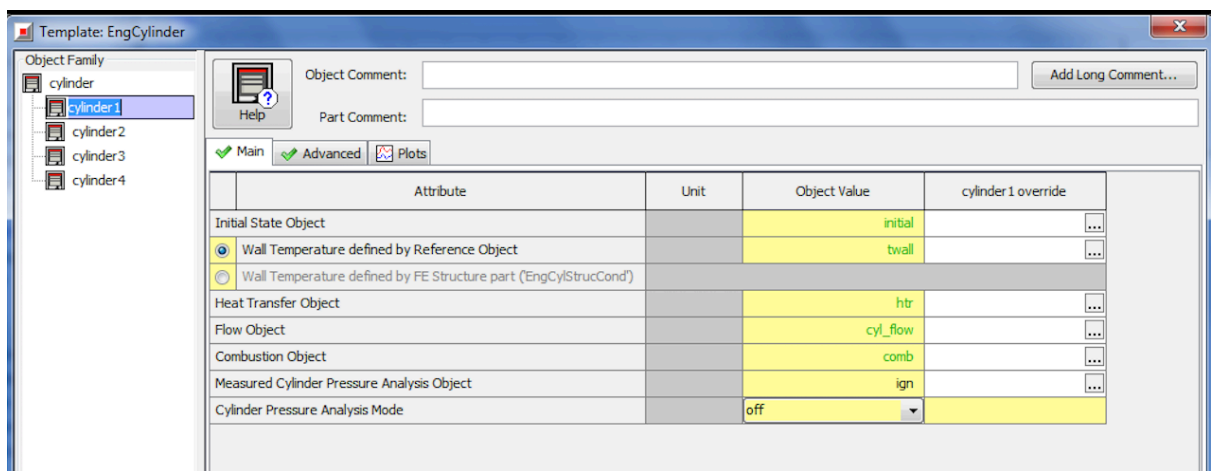 Template: EngCylinder
X
Object Family
cylinder
cylinder1
cylinder2
cylinder3
cylinder4
Help
Object Comment:
Add Long Comment...
Part Comment:
Main Advanced Plots
Attribute Unit Object Value cylinder1 override
Initial State Object initial ...
Wall Temperature defined by Reference Object twall ...
Wall Temperature defined by FE Structure part ('EngCylStrucCond')
Heat Transfer Object htr ...
Flow Object cyl_flow ...
Combustion Object comb ...
Measured Cylinder Pressure Analysis Object ign ...
Cylinder Pressure Analysis Mode off